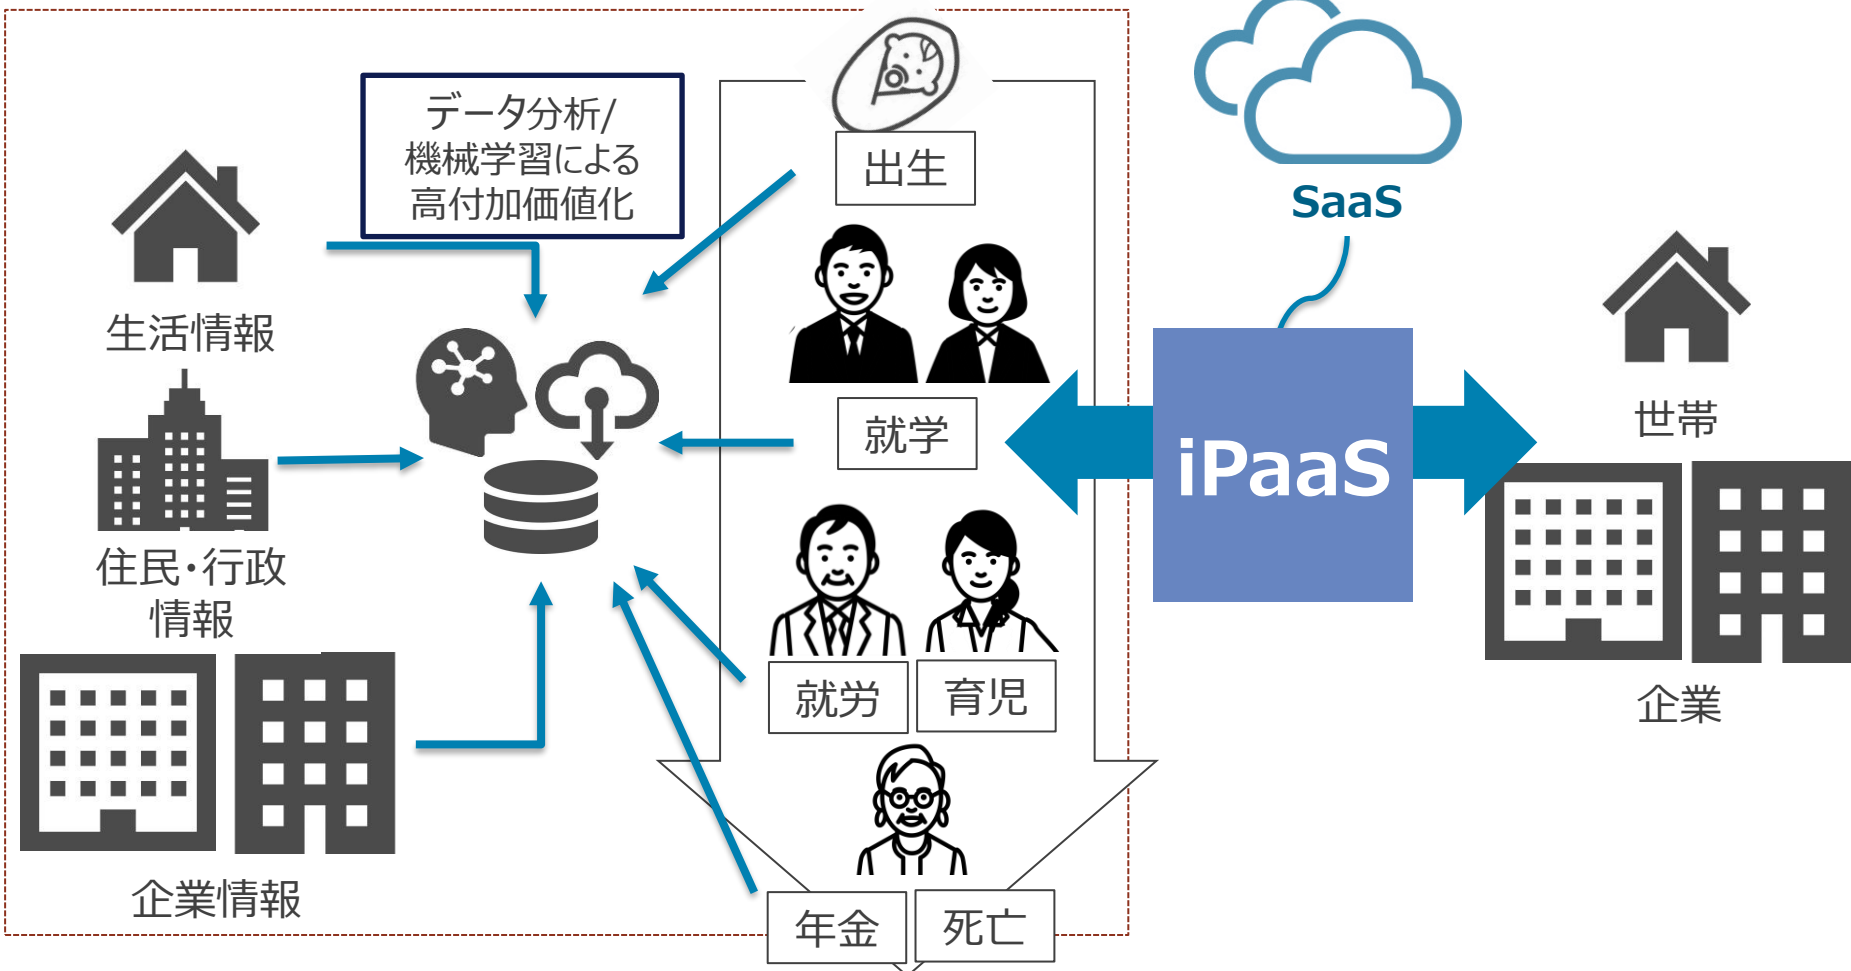 データ分析/
機械学習による
高付加価値化
出生
SaaS
生活情報
就学
iPaaS
世帯
住民・行政
情報
就労
育児
企業
企業情報
年金
死亡